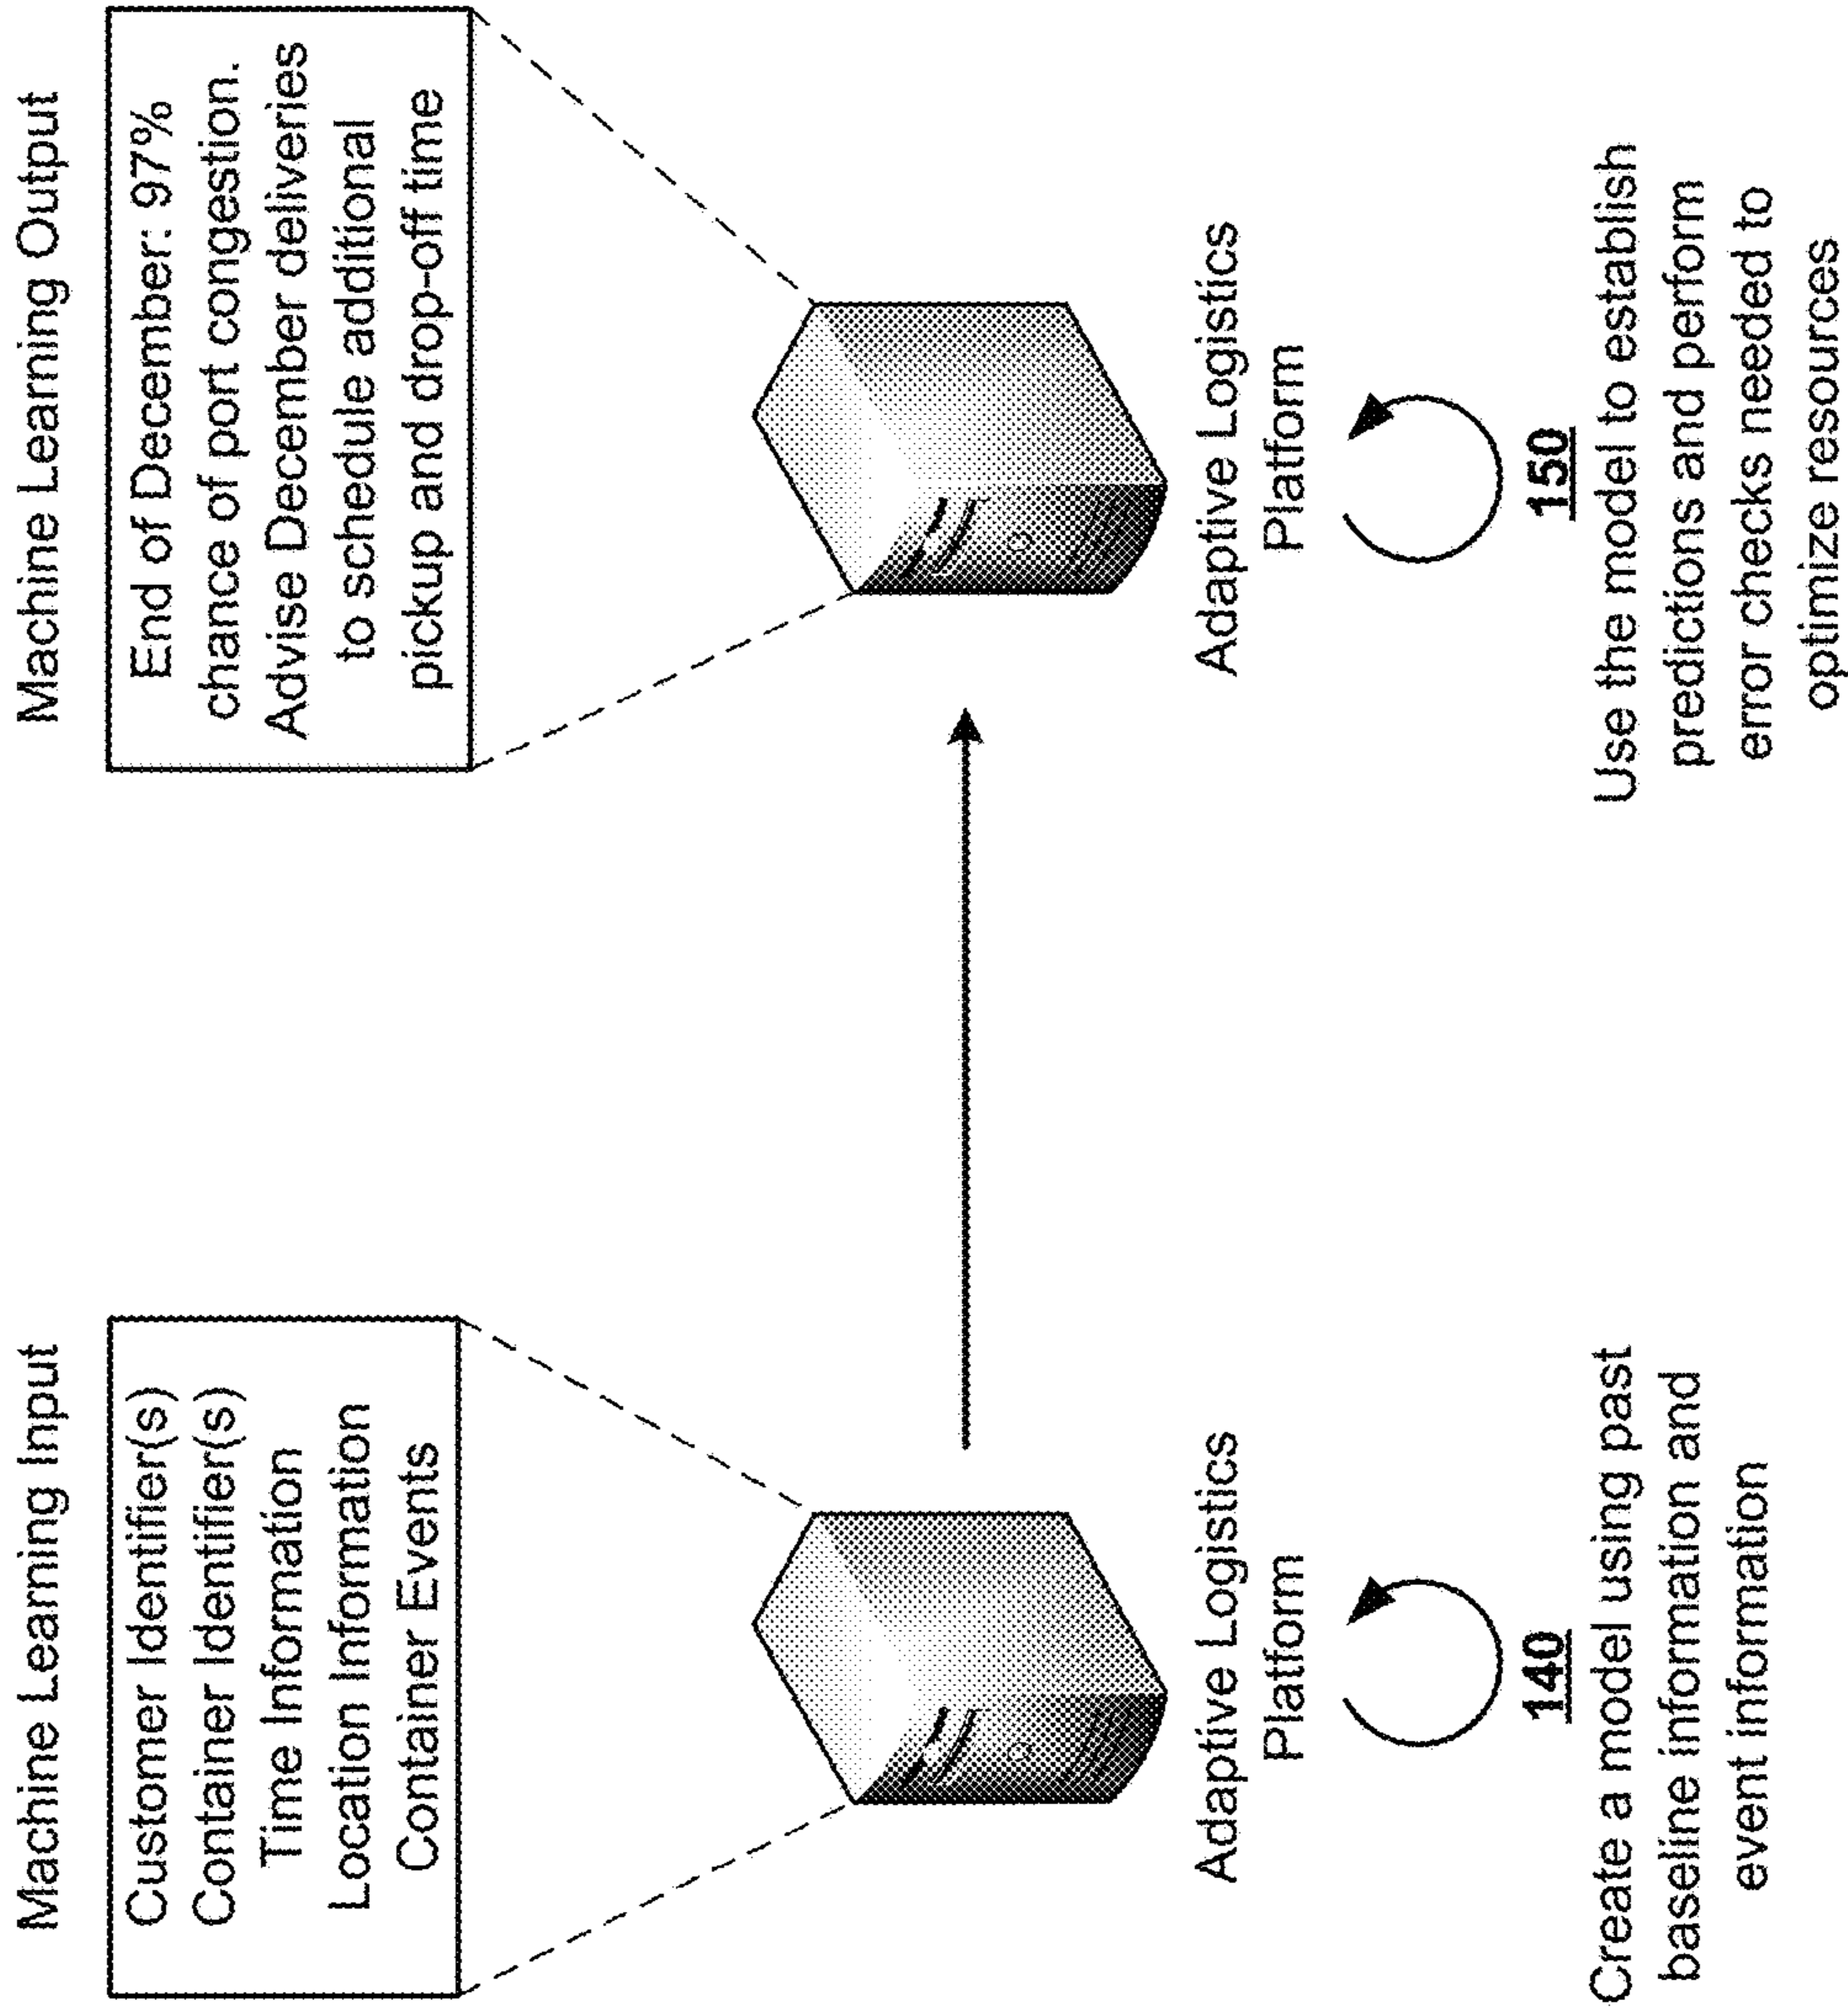 Machine Learning Input
Customer Identifier(s)
Container Identifier(s)
Time Information
Location Information
Container Events
Adaptive Logistics
Platform
140
Create a model using past
baseline information and
event information
Machine Learning Output
End of December: 97%
chance of port congestion.
Advise December deliveries
to schedule additional
pickup and drop-off time
Adaptive Logistics
Platform
150
Use the model to establish
predictions and perform
error checks needed to
optimize resources